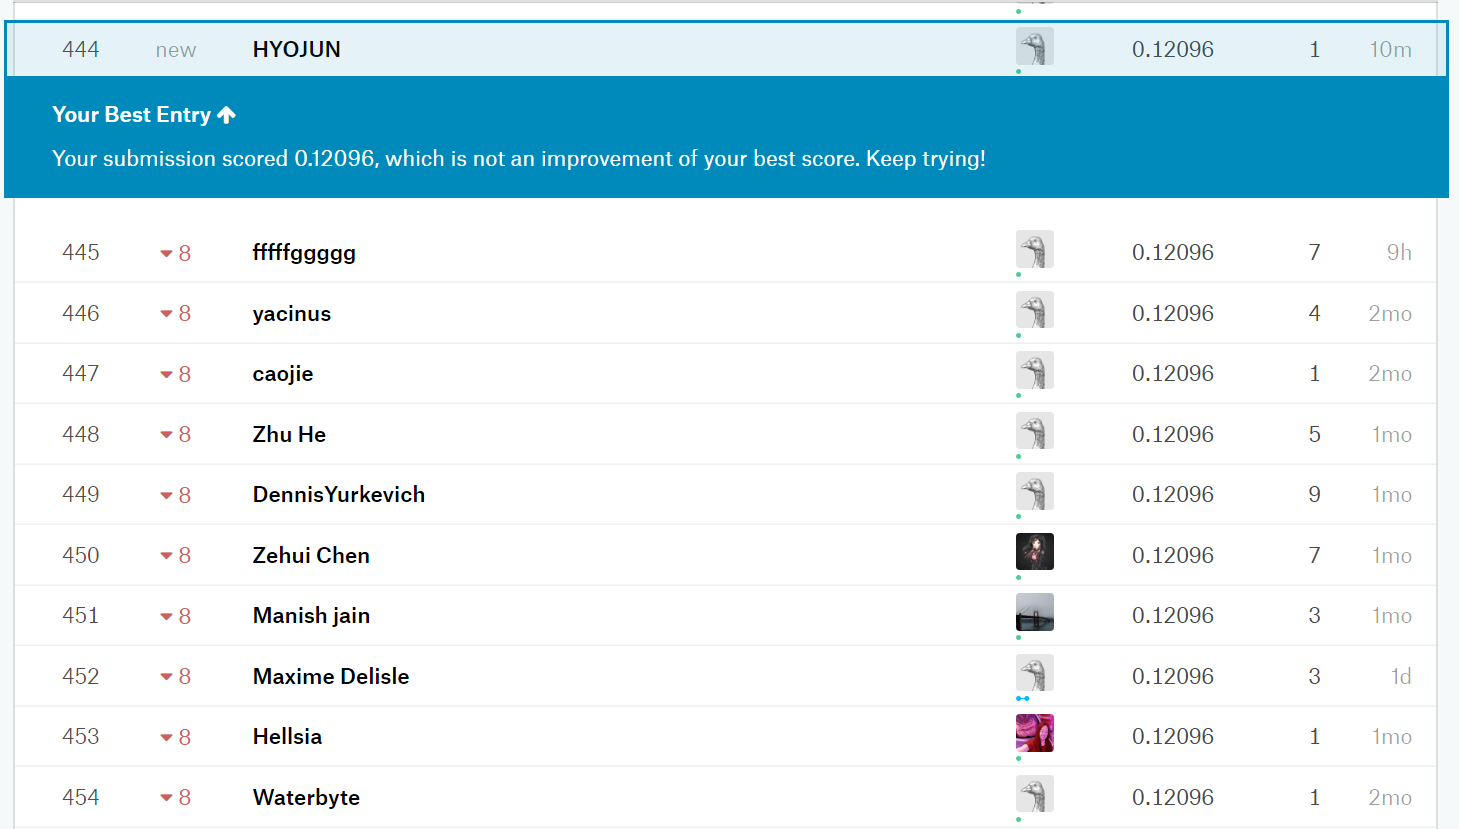 444 new HYOJUN 0.12096 1 10m
Your Best Entry
Your submission scored 0.12096, which is not an improvement of your best score. Keep trying!
445 8 fffffggggg 0.12096 7 9h
446 8 yacinus 0.12096 4 2mo
447 8 caojie 0.12096 1 2mo
448 8 Zhu He 0.12096 5 1mo
449 8 DennisYurkevich 0.12096 9 1mo
450 8 Zehui Chen 0.12096 7 1mo
451 8 Manish jain 0.12096 3 1mo
452 8 Maxime Delisle 0.12096 3 1d
453 8 Hellsia 0.12096 1 1mo
454 8 Waterbyte 0.12096 1 2mo